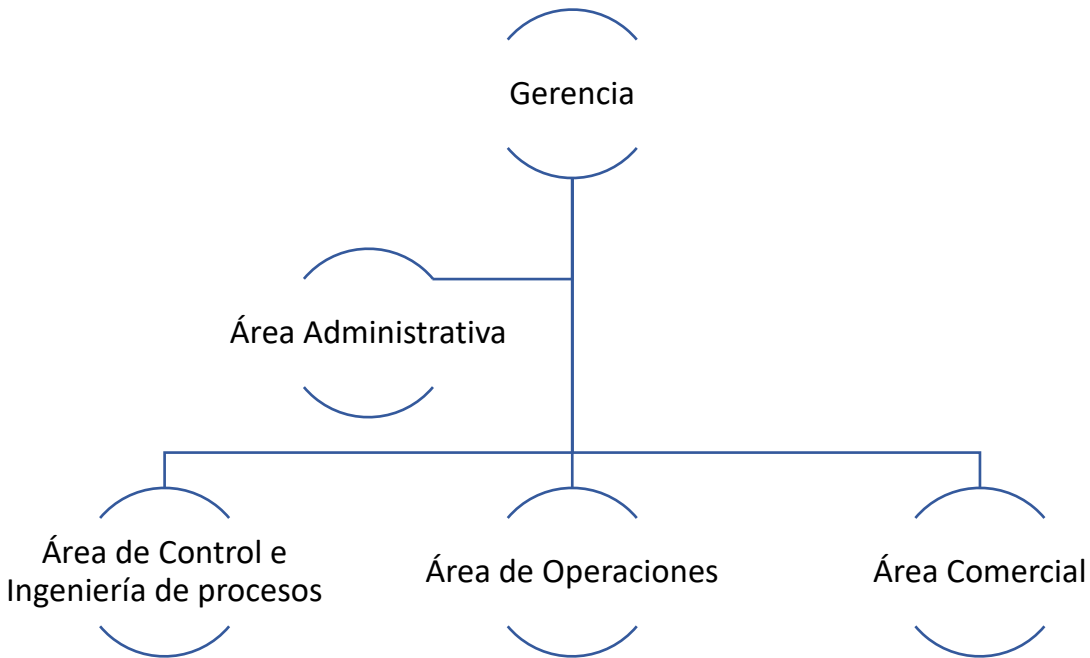 Gerencia
Área Administrativa
Área de Control e
Ingeniería de procesos
Área de Operaciones
Área Comercial